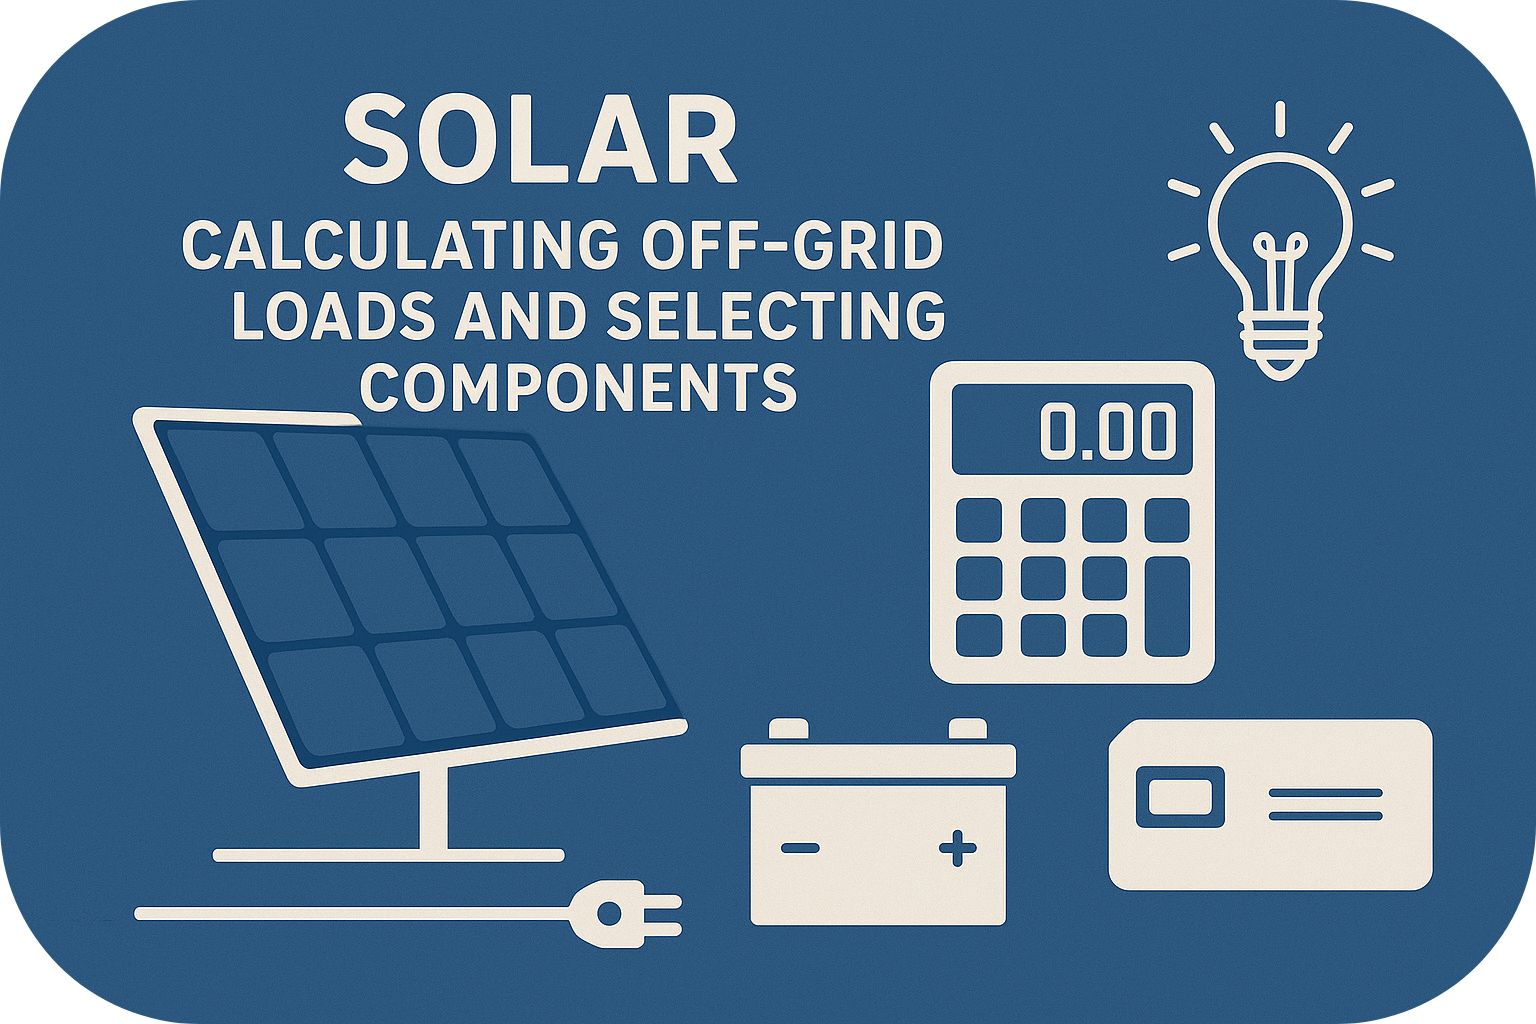 SOLAR
CALCULATING OFF-GRID
LOADS AND SELECTING
COMPONENTS
0.00
- +